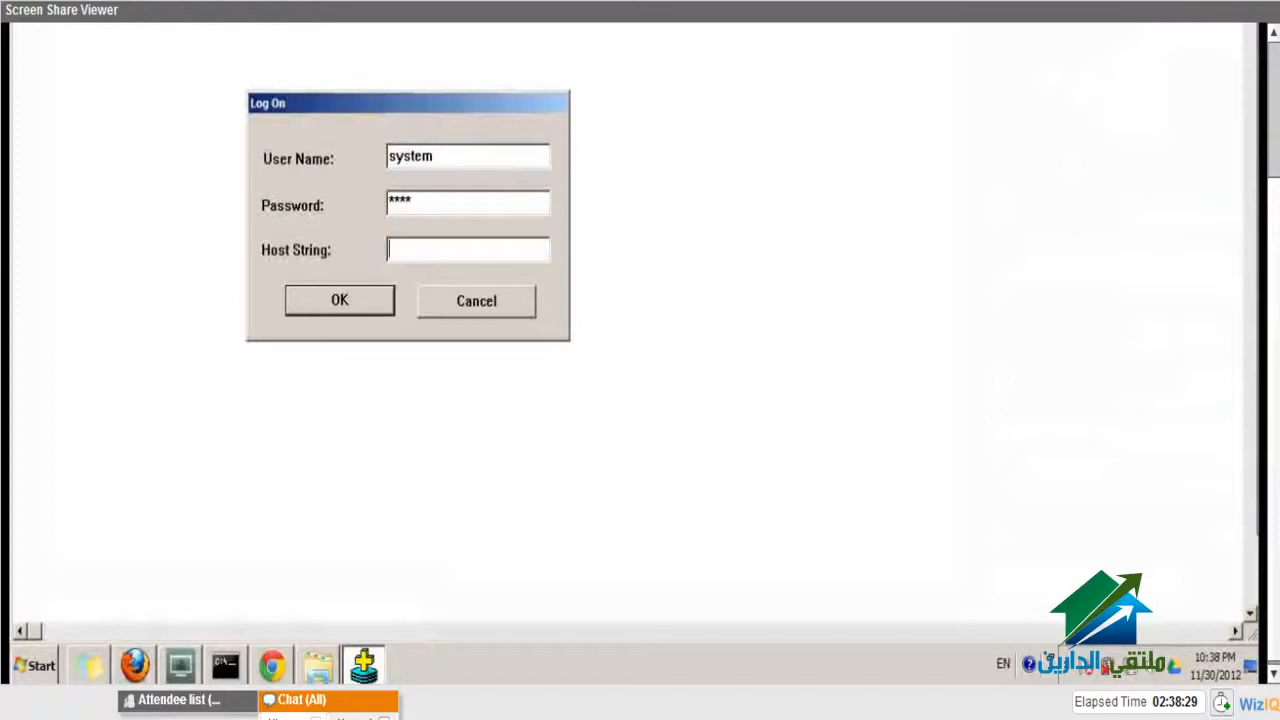 Screen Share Viewer
Log On
User Name: system
Password: ****
Host String:
OK Cancel
Start
EN
ملتقي الدارين
10:38 PM
11/30/2012
Attendee list (...
Chat (All)
Elapsed Time 02:38:29
WizIQ